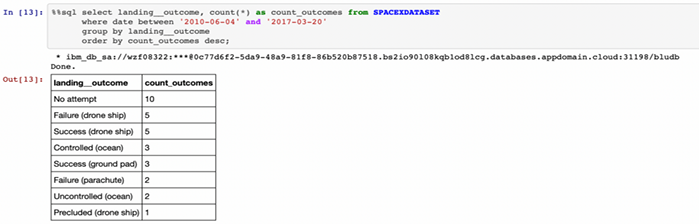 In [13]: %%sql select landing__outcome, count(*) as count_outcomes from SPACEXDATASET
where date between '2010-06-04' and '2017-03-20'
group by landing__outcome
order by count_outcomes desc;
* ibm_db_sa://wzf08322:***@0c77d6f2-5da9-48a9-81f8-86b520b87518.bs2io90108kqb1od8lcg.databases.appdomain.cloud:31198/bludb
Done.
Out[13]:
landing__outcome count_outcomes
No attempt 10
Failure (drone ship) 5
Success (drone ship) 5
Controlled (ocean) 3
Success (ground pad) 3
Failure (parachute) 2
Uncontrolled (ocean) 2
Precluded (drone ship) 1